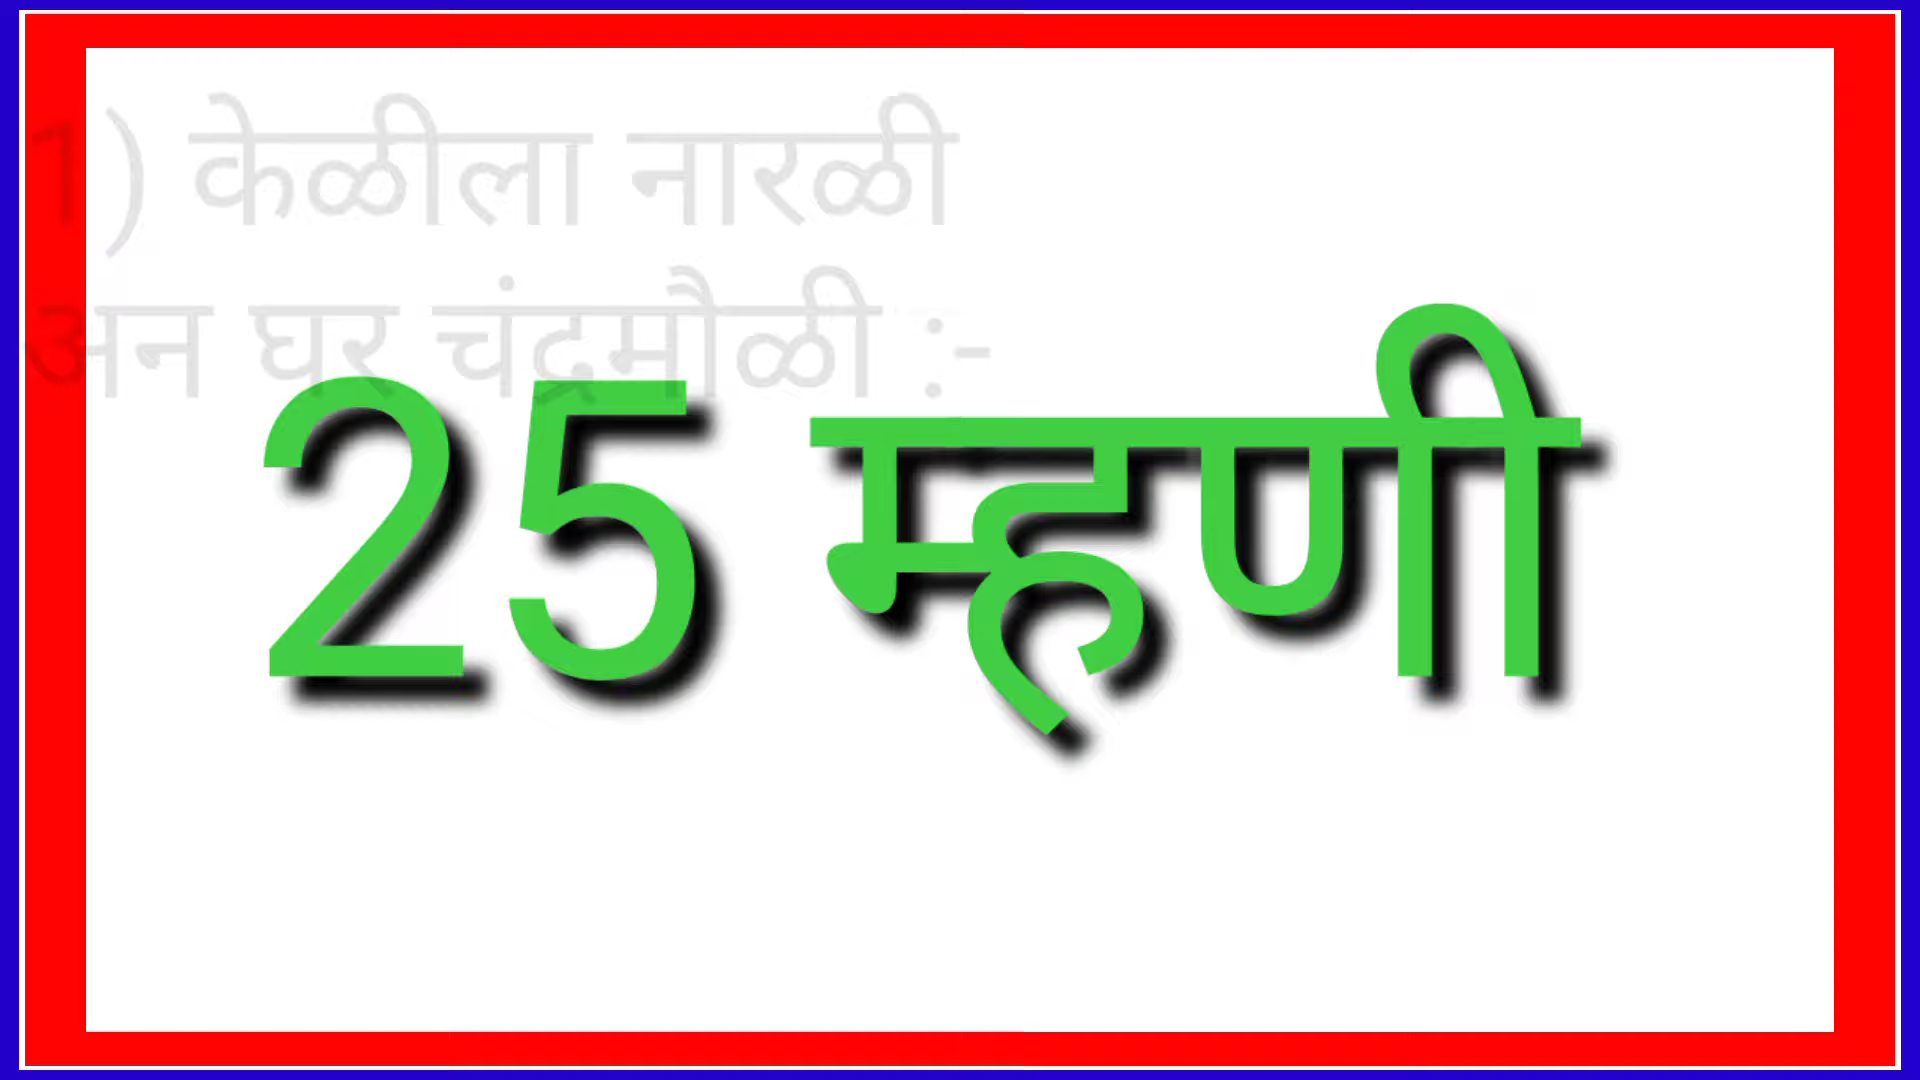 1) केळीला नारळी
अन घर चंद्रमौळी :-
25 म्हणी